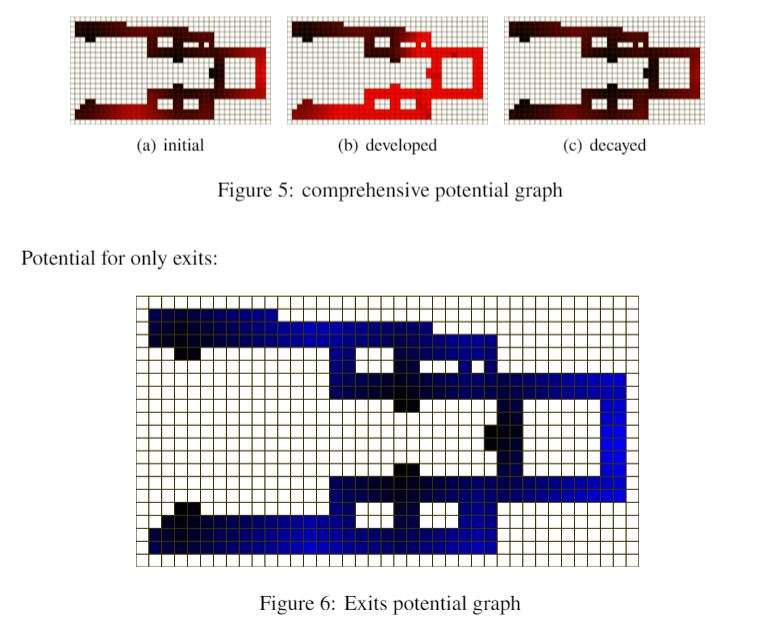 (a) initial
(b) developed
(c) decayed
Figure 5: comprehensive potential graph
Potential for only exits:
Figure 6: Exits potential graph